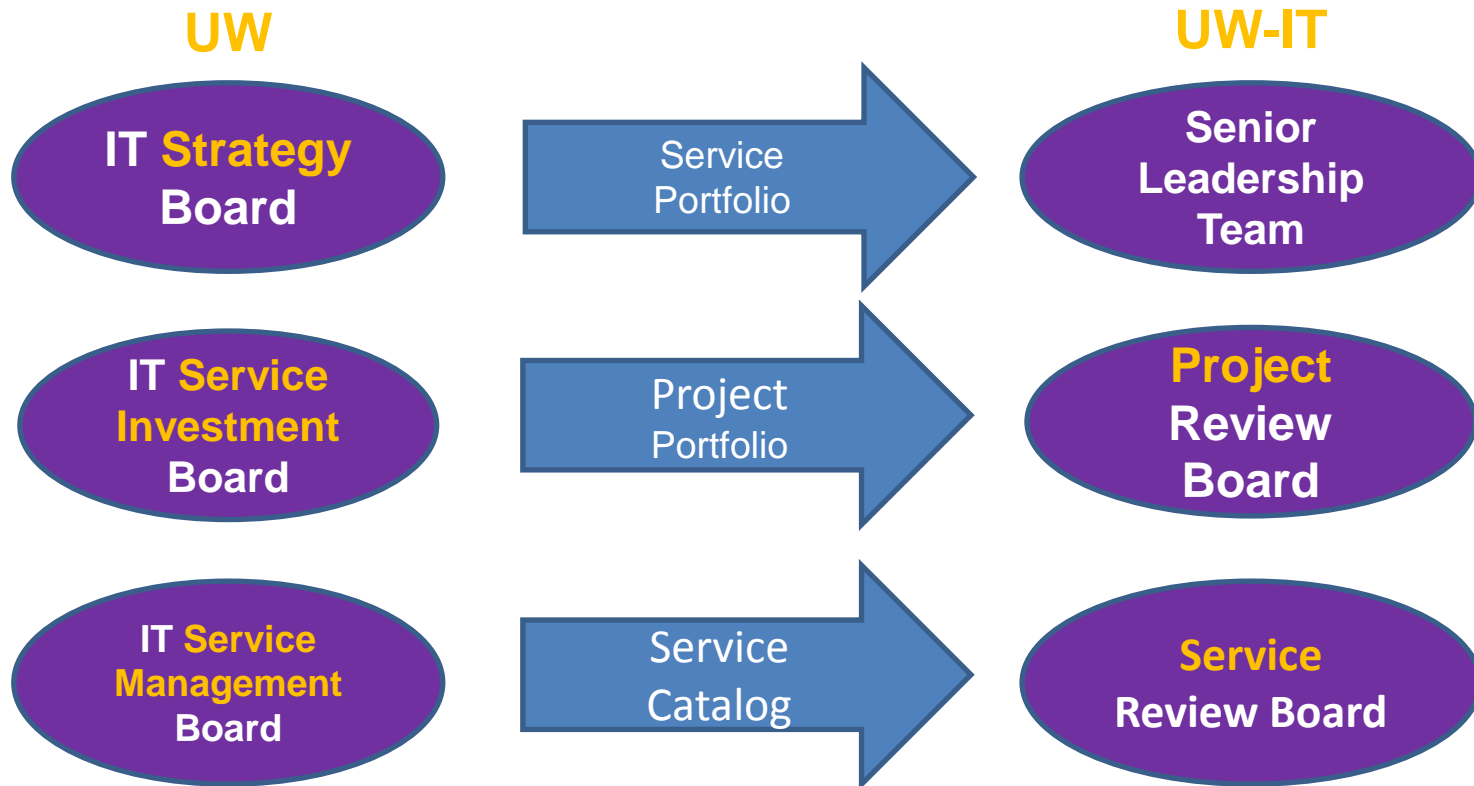 UW
UW-IT
IT Strategy
Board
Service
Portfolio
Senior
Leadership
Team
IT Service
Investment
Board
Project
Portfolio
Project
Review
Board
IT Service
Management
Board
Service
Catalog
Service
Review Board